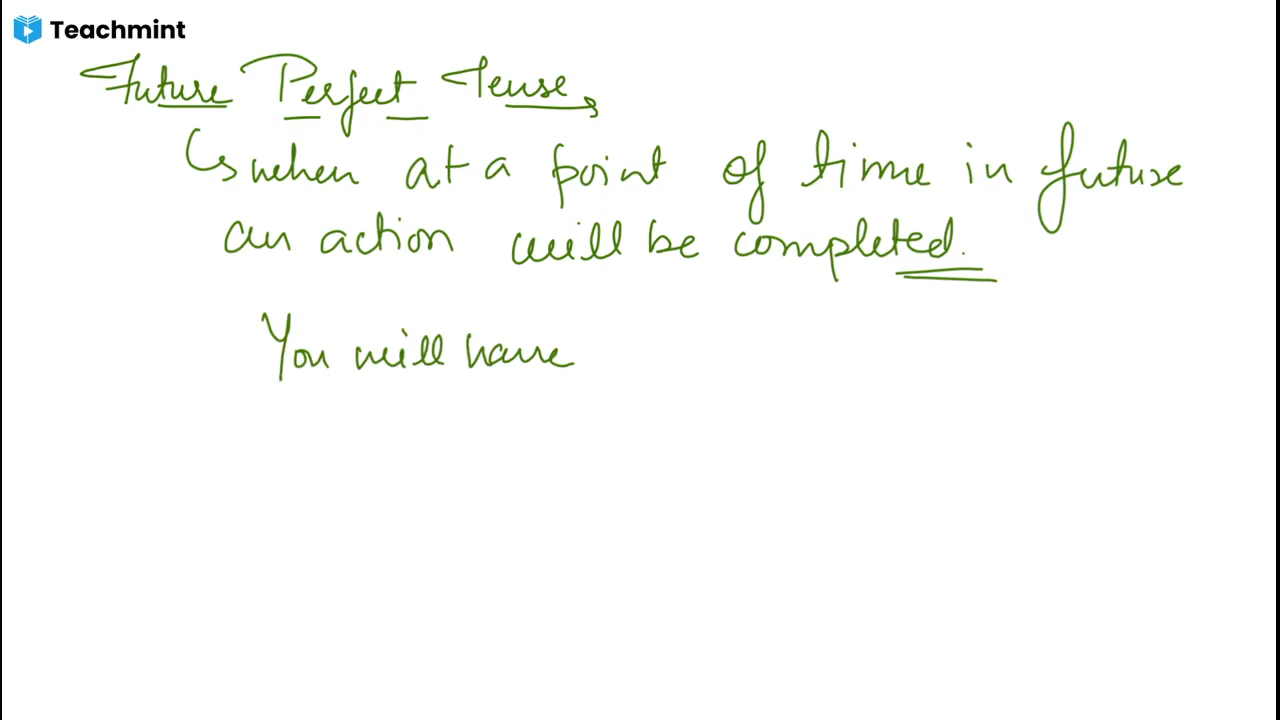 Teachmint
Future Perfect Tense
when at a point of time in future
an action will be completed.
You will have